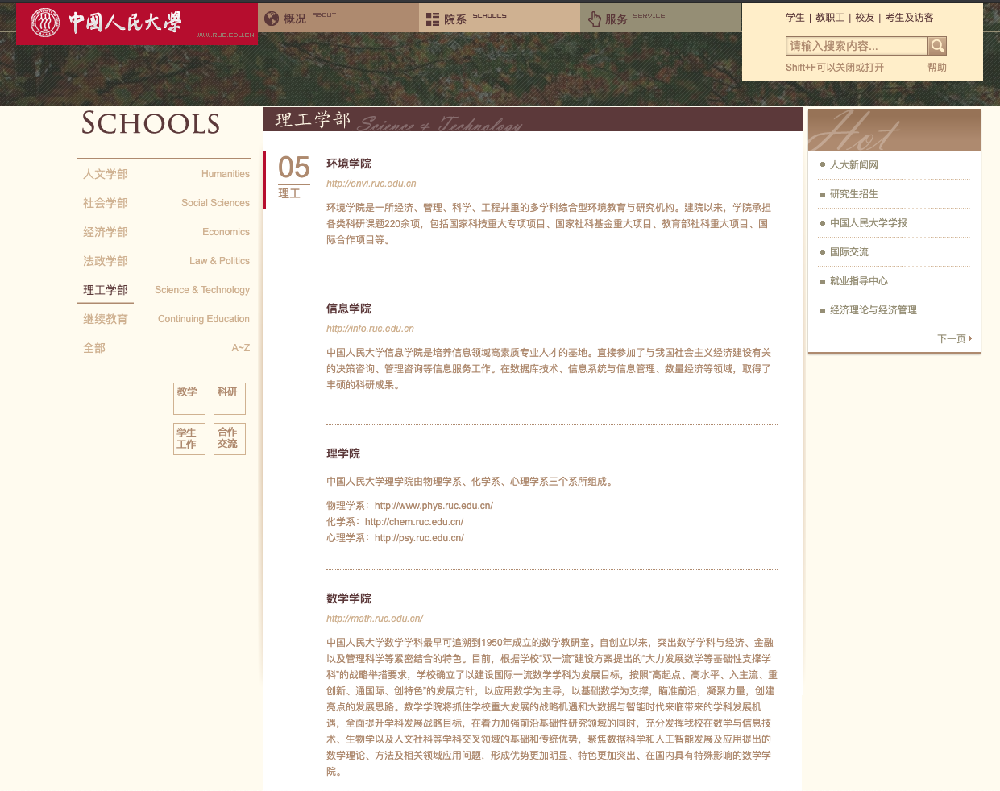 中国人民大學
WWW.RUC.EDU.CN
概况 ABOUT
院系 SCHOOLS
服务 SERVICE
学生 | 教职工 | 校友 | 考生及访客
请输入搜索内容...
Shift+F可以关闭或打开 帮助
SCHOOLS
人文学部 Humanities
社会学部 Social Sciences
经济学部 Economics
法政学部 Law & Politics
理工学部 Science & Technology
继续教育 Continuing Education
全部 A~Z
教学
科研
学生
工作
合作
交流
理工学部 Science & Technology
05
理工
环境学院
http://envi.ruc.edu.cn
环境学院是一所经济、管理、科学、工程并重的多学科综合型环境教育与研究机构。建院以来，学院承担
各类科研课题220余项，包括国家科技重大专项项目、国家社科基金重大项目、教育部社科重大项目、国
际合作项目等。
信息学院
http://info.ruc.edu.cn
中国人民大学信息学院是培养信息领域高素质专业人才的基地。直接参加了与我国社会主义经济建设有关
的决策咨询、管理咨询等信息服务工作。在数据库技术、信息系统与信息管理、数量经济等领域，取得了
丰硕的科研成果。
理学院
中国人民大学理学院由物理学系、化学系、心理学系三个系所组成。
物理学系：http://www.phys.ruc.edu.cn/
化学系：http://chem.ruc.edu.cn/
心理学系：http://psy.ruc.edu.cn/
数学学院
http://math.ruc.edu.cn/
中国人民大学数学学科最早可追溯到1950年成立的数学教研室。自创立以来，突出数学学科与经济、金融
以及管理科学等紧密结合的特色。目前，根据学校“双一流”建设方案提出的“大力发展数学等基础性支撑学
科”的战略举措要求，学校确立了以建设国际一流数学学科为发展目标，按照“高起点、高水平、入主流、重
创新、通国际、创特色”的发展方针，以应用数学为主导，以基础数学为支撑，瞄准前沿，凝聚力量，创建
亮点的发展思路。数学学院将抓住学校重大发展的战略机遇和大数据与智能时代来临带来的学科发展机
遇，全面提升学科发展战略目标，在着力加强前沿基础性研究领域的同时，充分发挥我校在数学与信息技
术、生物学以及人文社科等学科交叉领域的基础和传统优势，聚焦数据科学和人工智能发展及应用提出的
数学理论、方法及相关领域应用问题，形成优势更加明显、特色更加突出、在国内具有特殊影响的数学学
院。
Hot
人大新闻网
研究生招生
中国人民大学学报
国际交流
就业指导中心
经济理论与经济管理
下一页